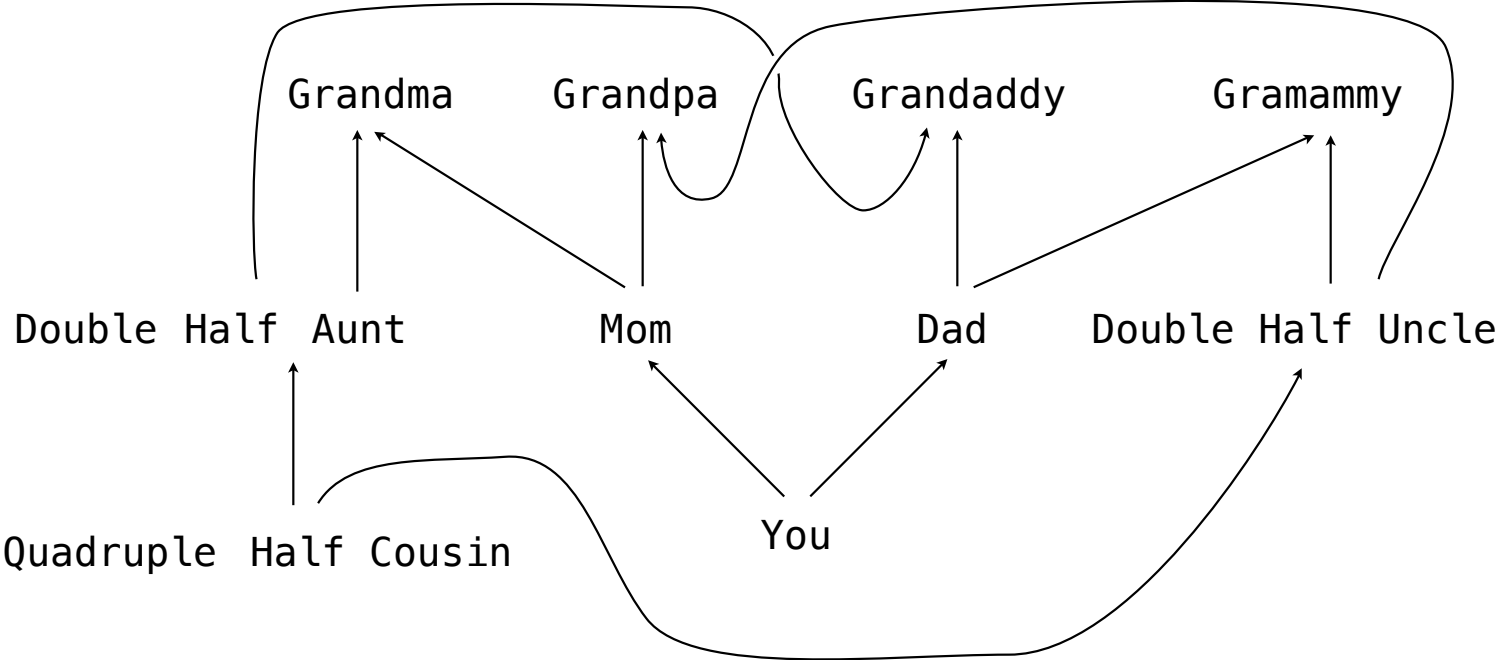 Grandma Grandpa Grandaddy Gramammy
Double Half Aunt Mom Dad Double Half Uncle
You
Quadruple Half Cousin